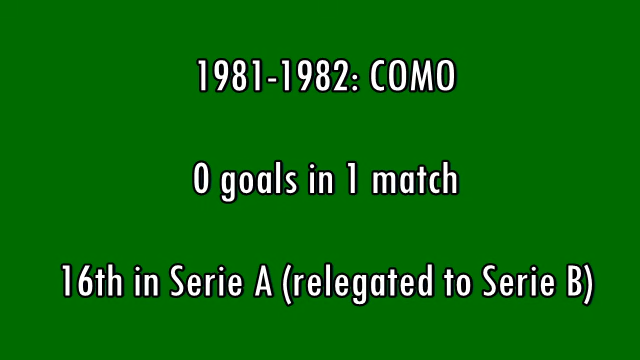 1981-1982: COMO
0 goals in 1 match
16th in Serie A (relegated to Serie B)